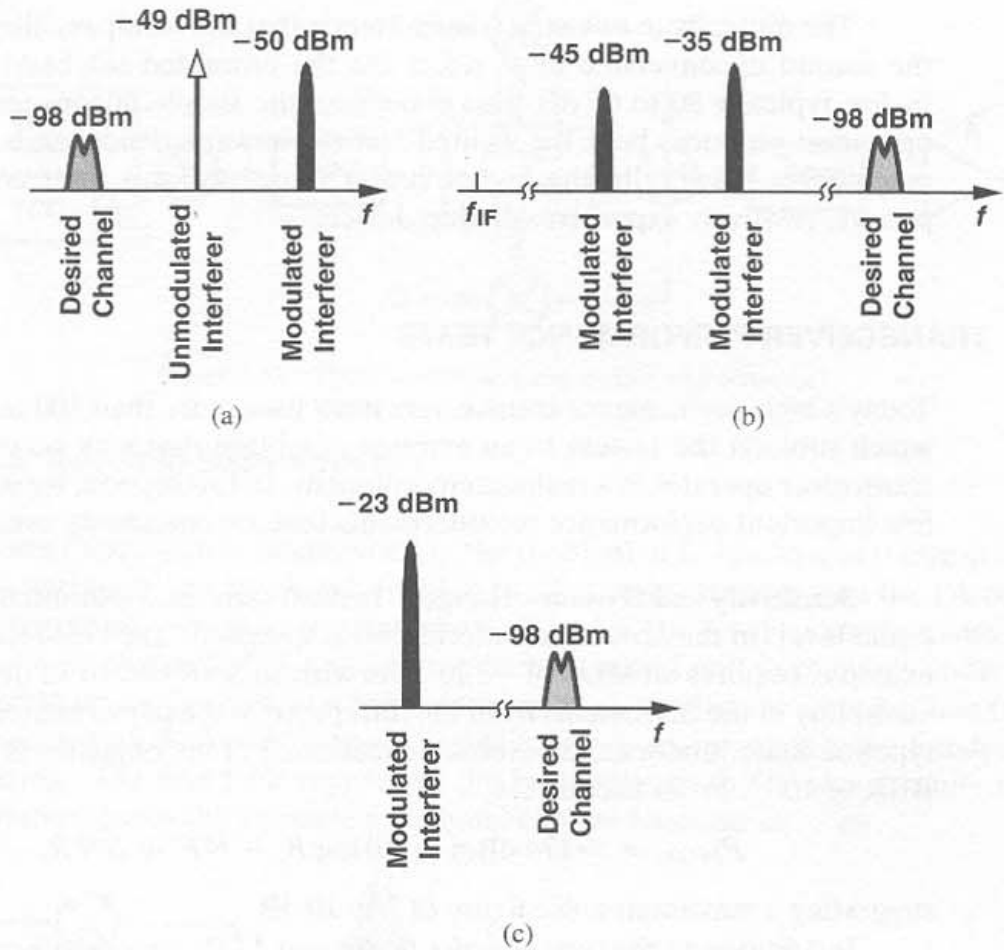 −98 dBm
−49 dBm
−50 dBm
f
Desired
Channel
Unmodulated
Interferer
Modulated
Interferer
(a)
−45 dBm
−35 dBm
−98 dBm
fIF
f
Modulated
Interferer
Modulated
Interferer
Desired
Channel
(b)
−23 dBm
−98 dBm
f
Modulated
Interferer
Desired
Channel
(c)